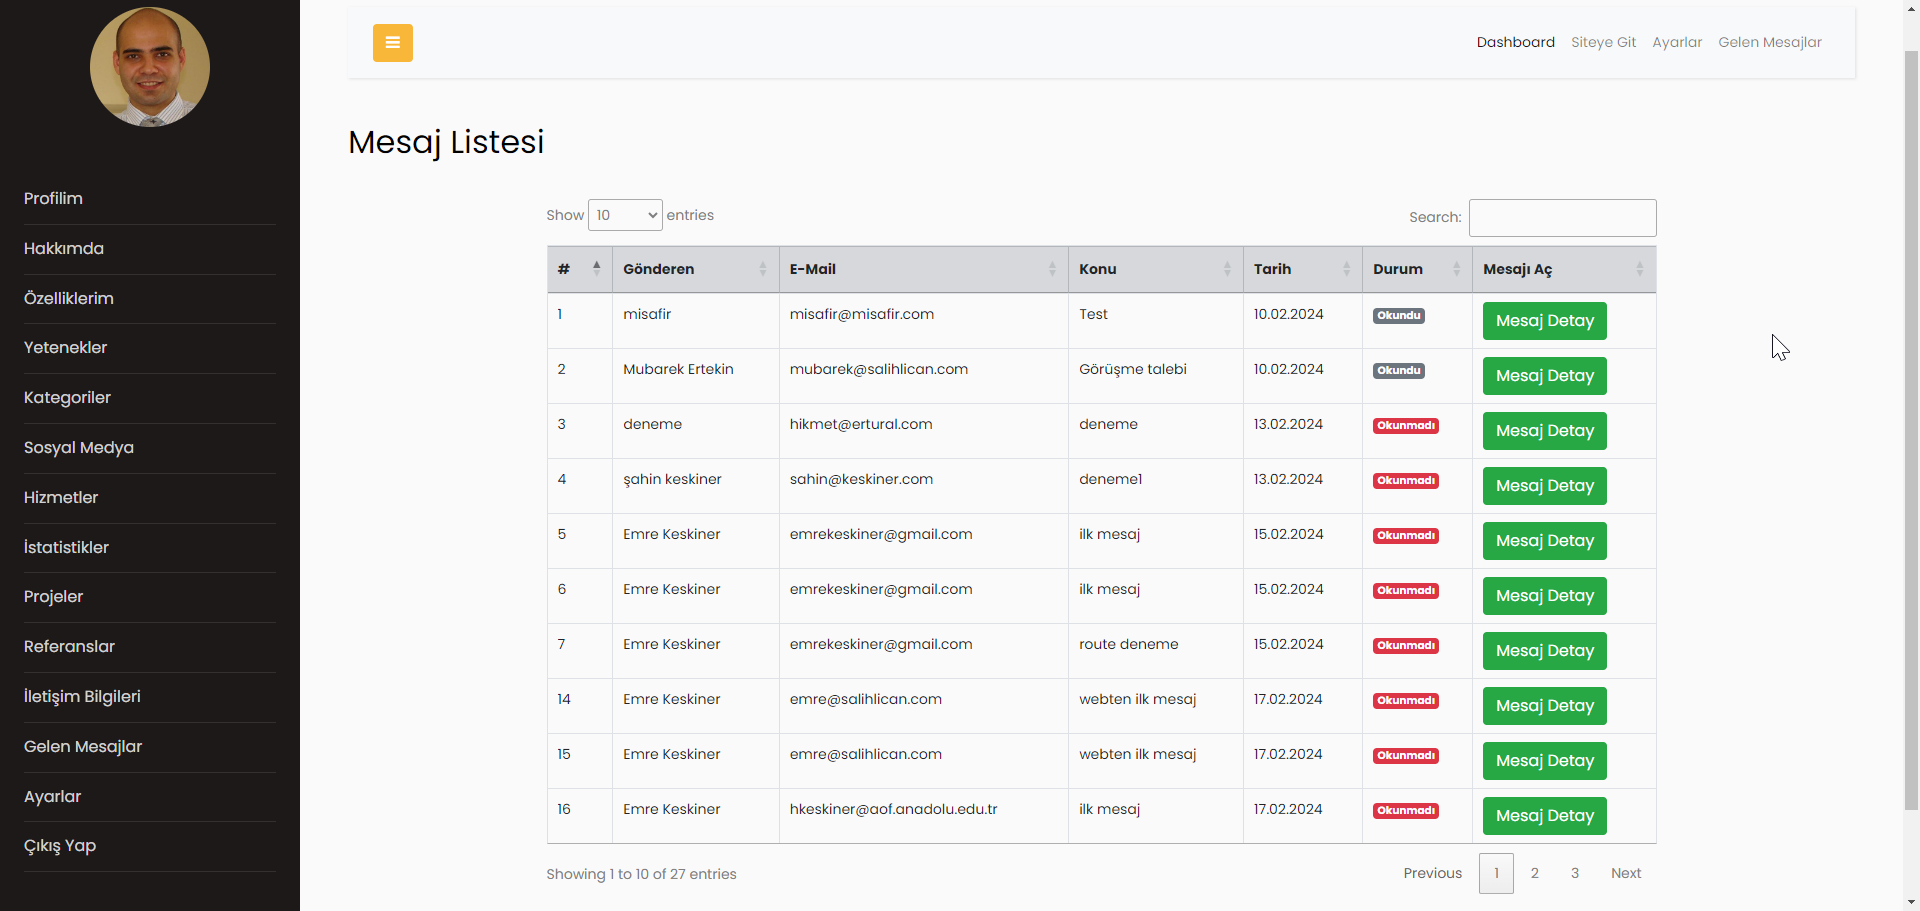 Dashboard Siteye Git Ayarlar Gelen Mesajlar
Profilim
Hakkımda
Özelliklerim
Yetenekler
Kategoriler
Sosyal Medya
Hizmetler
İstatistikler
Projeler
Referanslar
İletişim Bilgileri
Gelen Mesajlar
Ayarlar
Çıkış Yap
Mesaj Listesi
Show 10 entries Search:
# Gönderen E-Mail Konu Tarih Durum Mesajı Aç
1 misafir misafir@misafir.com Test 10.02.2024 Okundu Mesaj Detay
2 Mubarek Ertekin mubarek@salihlican.com Görüşme talebi 10.02.2024 Okundu Mesaj Detay
3 deneme hikmet@ertural.com deneme 13.02.2024 Okunmadı Mesaj Detay
4 şahin keskiner sahin@keskiner.com deneme1 13.02.2024 Okunmadı Mesaj Detay
5 Emre Keskiner emrekeskiner@gmail.com ilk mesaj 15.02.2024 Okunmadı Mesaj Detay
6 Emre Keskiner emrekeskiner@gmail.com ilk mesaj 15.02.2024 Okunmadı Mesaj Detay
7 Emre Keskiner emrekeskiner@gmail.com route deneme 15.02.2024 Okunmadı Mesaj Detay
14 Emre Keskiner emre@salihlican.com webten ilk mesaj 17.02.2024 Okunmadı Mesaj Detay
15 Emre Keskiner emre@salihlican.com webten ilk mesaj 17.02.2024 Okunmadı Mesaj Detay
16 Emre Keskiner hkeskiner@aof.anadolu.edu.tr ilk mesaj 17.02.2024 Okunmadı Mesaj Detay
Showing 1 to 10 of 27 entries Previous 1 2 3 Next